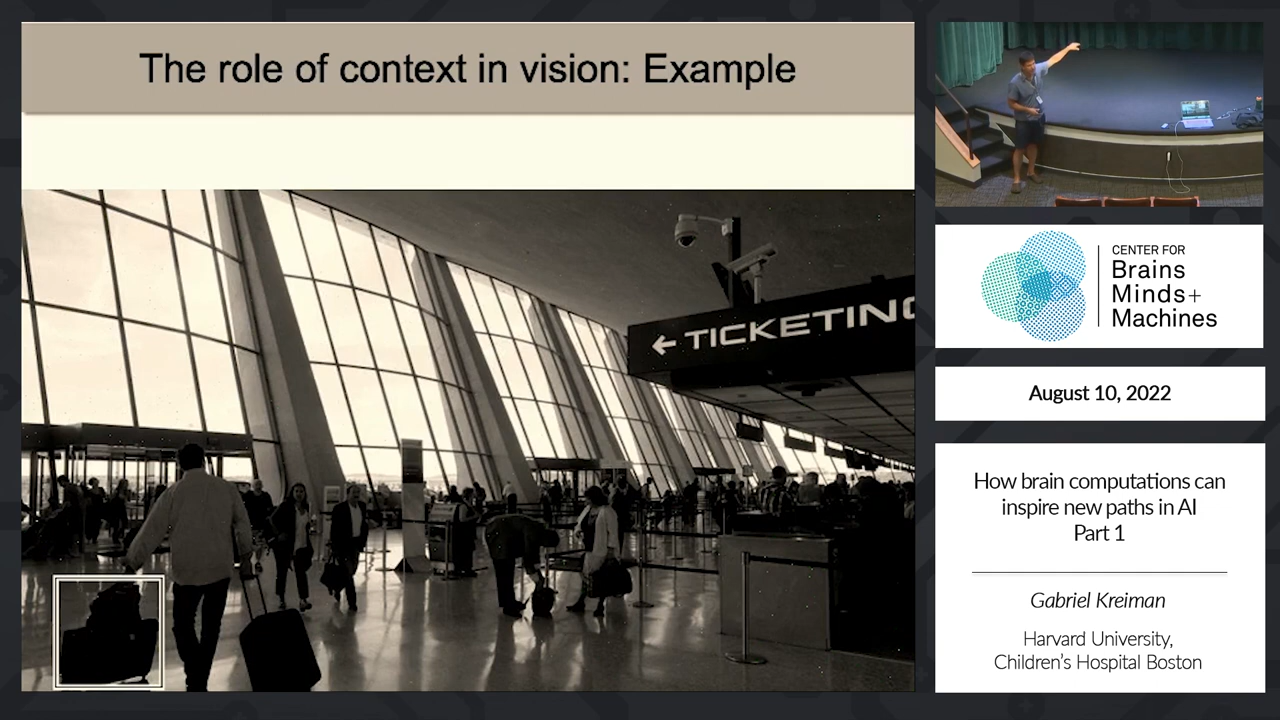 The role of context in vision: Example
← TICKETING
CENTER FOR
Brains
Minds+
Machines
August 10, 2022
How brain computations can
inspire new paths in AI
Part 1
Gabriel Kreiman
Harvard University,
Children's Hospital Boston